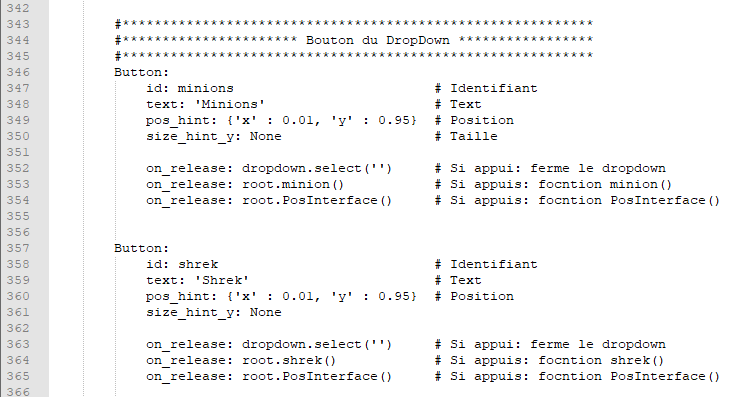 342
343 #***********************************************************
344 #********************** Bouton du DropDown *****************
345 #***********************************************************
346 Button:
347 id: minions # Identifiant
348 text: 'Minions' # Text
349 pos_hint: {'x' : 0.01, 'y' : 0.95} # Position
350 size_hint_y: None # Taille
351
352 on_release: dropdown.select('') # Si appui: ferme le dropdown
353 on_release: root.minion() # Si appuis: focntion minion()
354 on_release: root.PosInterface() # Si appuis: focntion PosInterface()
355
356
357 Button:
358 id: shrek # Identifiant
359 text: 'Shrek' # Text
360 pos_hint: {'x' : 0.01, 'y' : 0.95} # Position
361 size_hint_y: None
362
363 on_release: dropdown.select('') # Si appui: ferme le dropdown
364 on_release: root.shrek() # Si appuis: focntion shrek()
365 on_release: root.PosInterface() # Si appuis: focntion PosInterface()
366